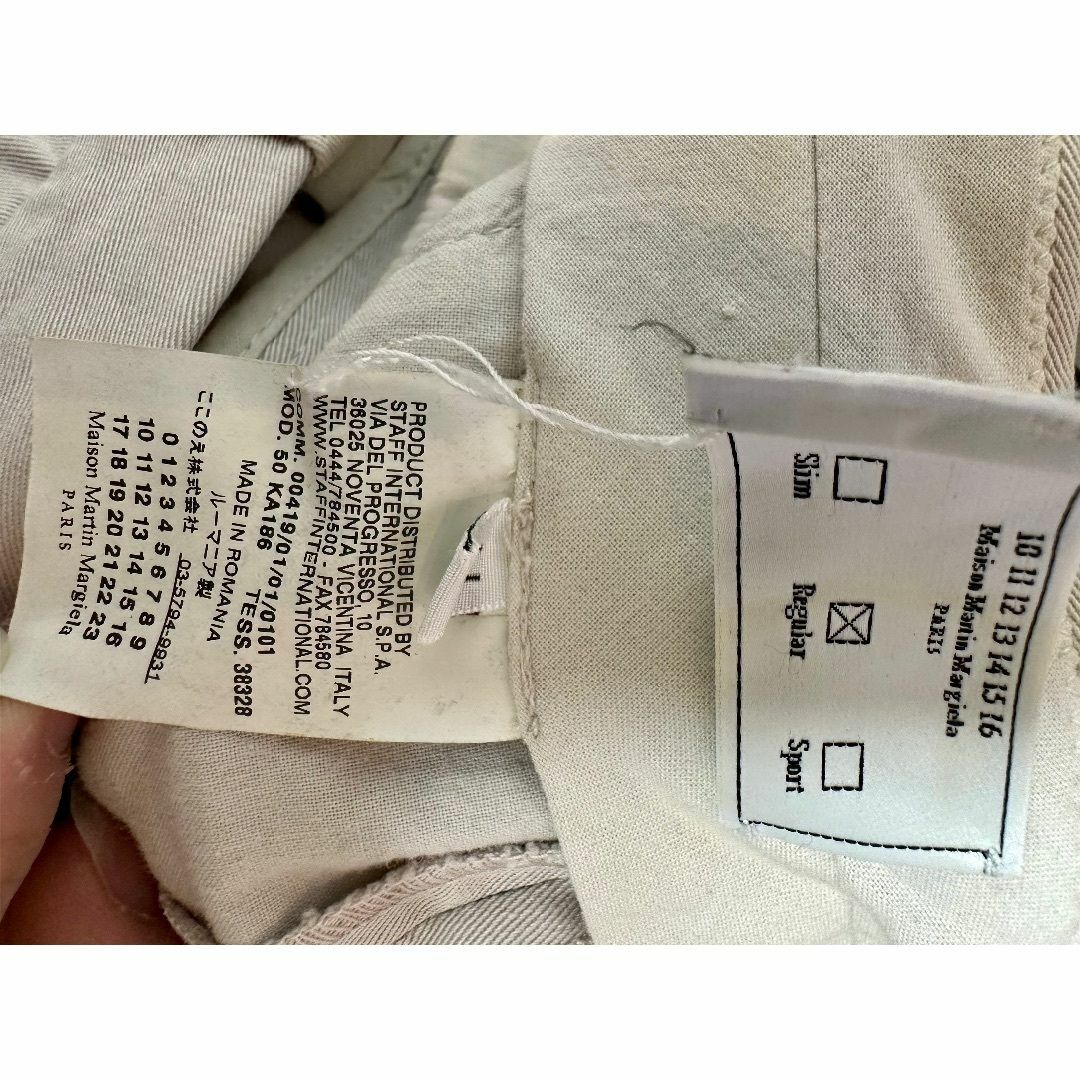 PRODUCT DISTRIBUTED BY
STAFF INTERNATIONAL S.P.A.
VIA DEL PROGRESSO, 10
36025 NOVENTA VICENTINA ITALY
TEL 0444/784500 - FAX 784580
WWW.STAFFINTERNATIONAL.COM
COMM. 00419/01/01/0101
MOD. 50 KA186 TESS. 38328
MADE IN ROMANIA
ルーマニア製
ここのえ株式会社 03-5794-9931
0 1 2 3 4 5 6 7 8 9
10 11 12 13 14 15 16
17 18 19 20 21 22 23
Maison Martin Margiela
PARIS
10 11 12 13 14 15 16
Maison Martin Margiela
PARIS
Slim Regular Sport